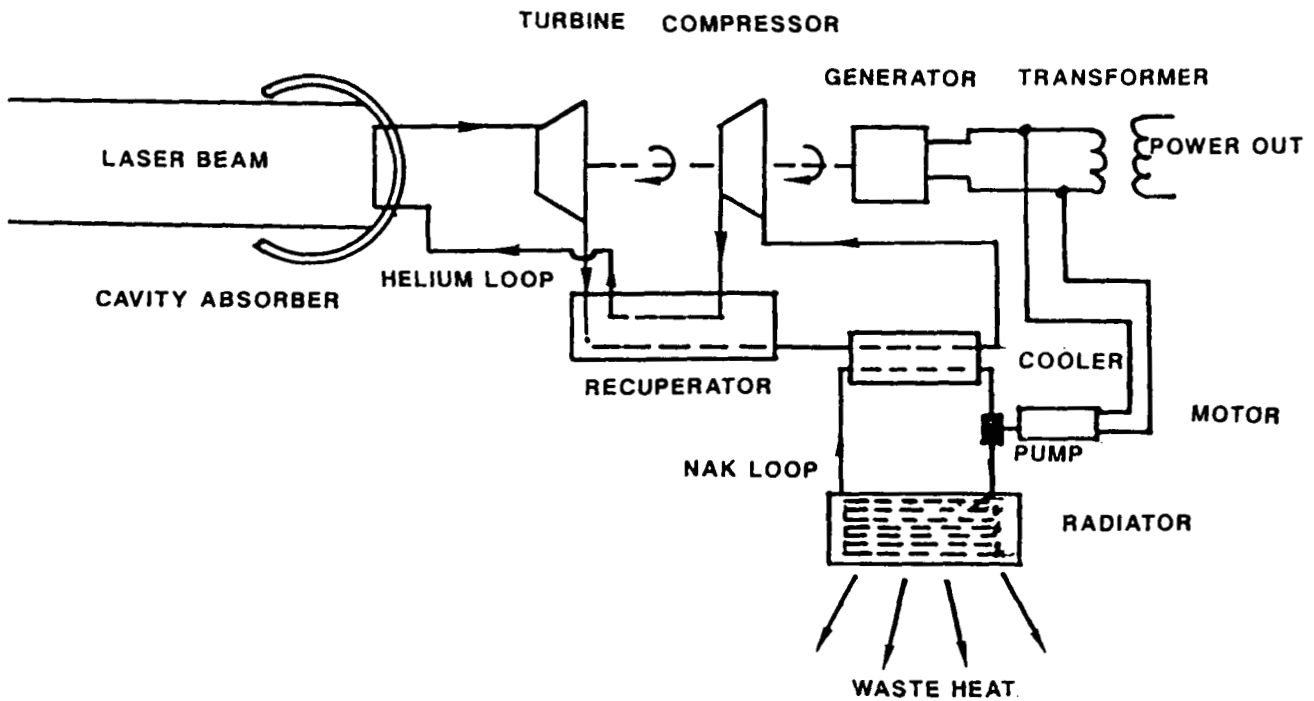 TURBINE COMPRESSOR
GENERATOR TRANSFORMER
LASER BEAM
POWER OUT
HELIUM LOOP
CAVITY ABSORBER
RECUPERATOR
COOLER
MOTOR
PUMP
NAK LOOP
RADIATOR
WASTE HEAT